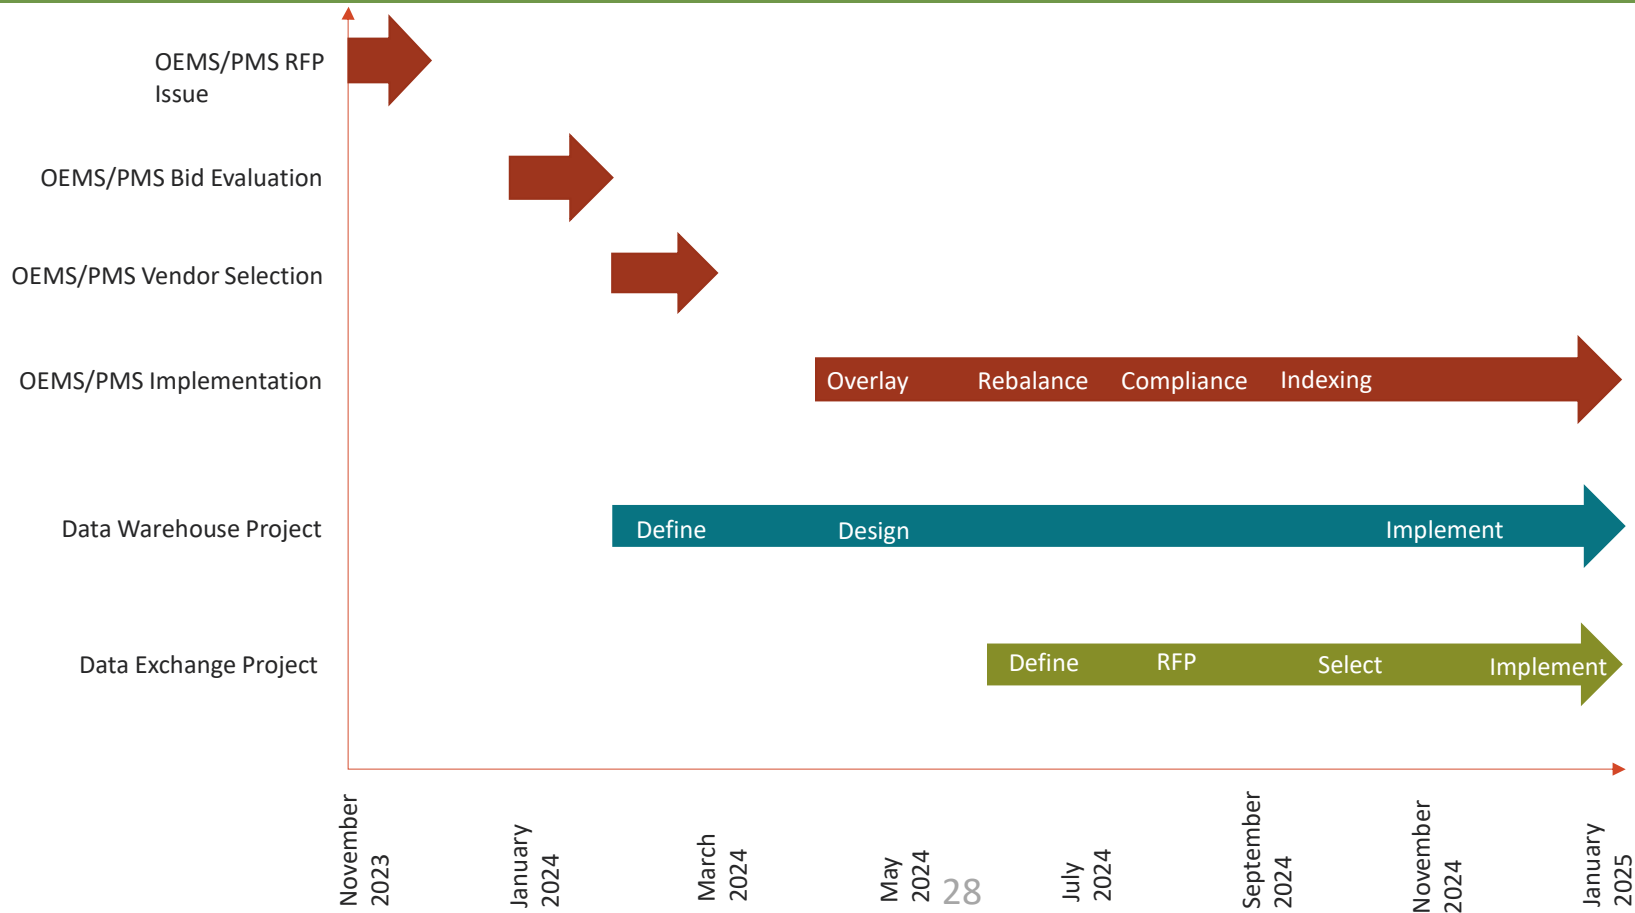 OEMS/PMS RFP
Issue
OEMS/PMS Bid Evaluation
OEMS/PMS Vendor Selection
OEMS/PMS Implementation
Overlay
Rebalance
Compliance
Indexing
Data Warehouse Project
Define
Design
Implement
Data Exchange Project
Define
RFP
Select
Implement
November
2023
January
2024
March
2024
May
2024
28
July
2024
September
2024
November
2024
January
2025